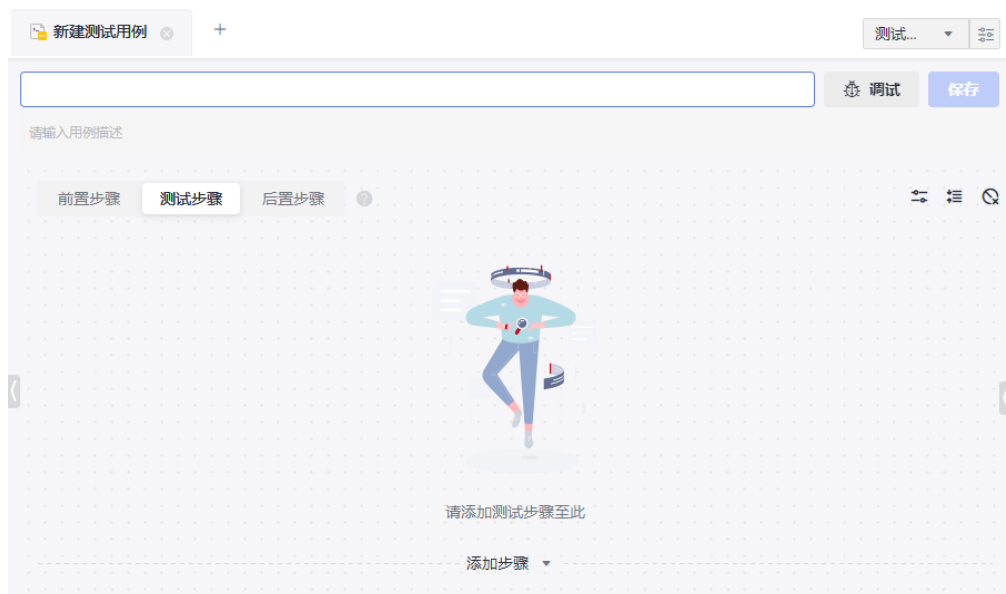 新建测试用例
测试...
调试
保存
请输入用例描述
前置步骤
测试步骤
后置步骤
请添加测试步骤至此
添加步骤